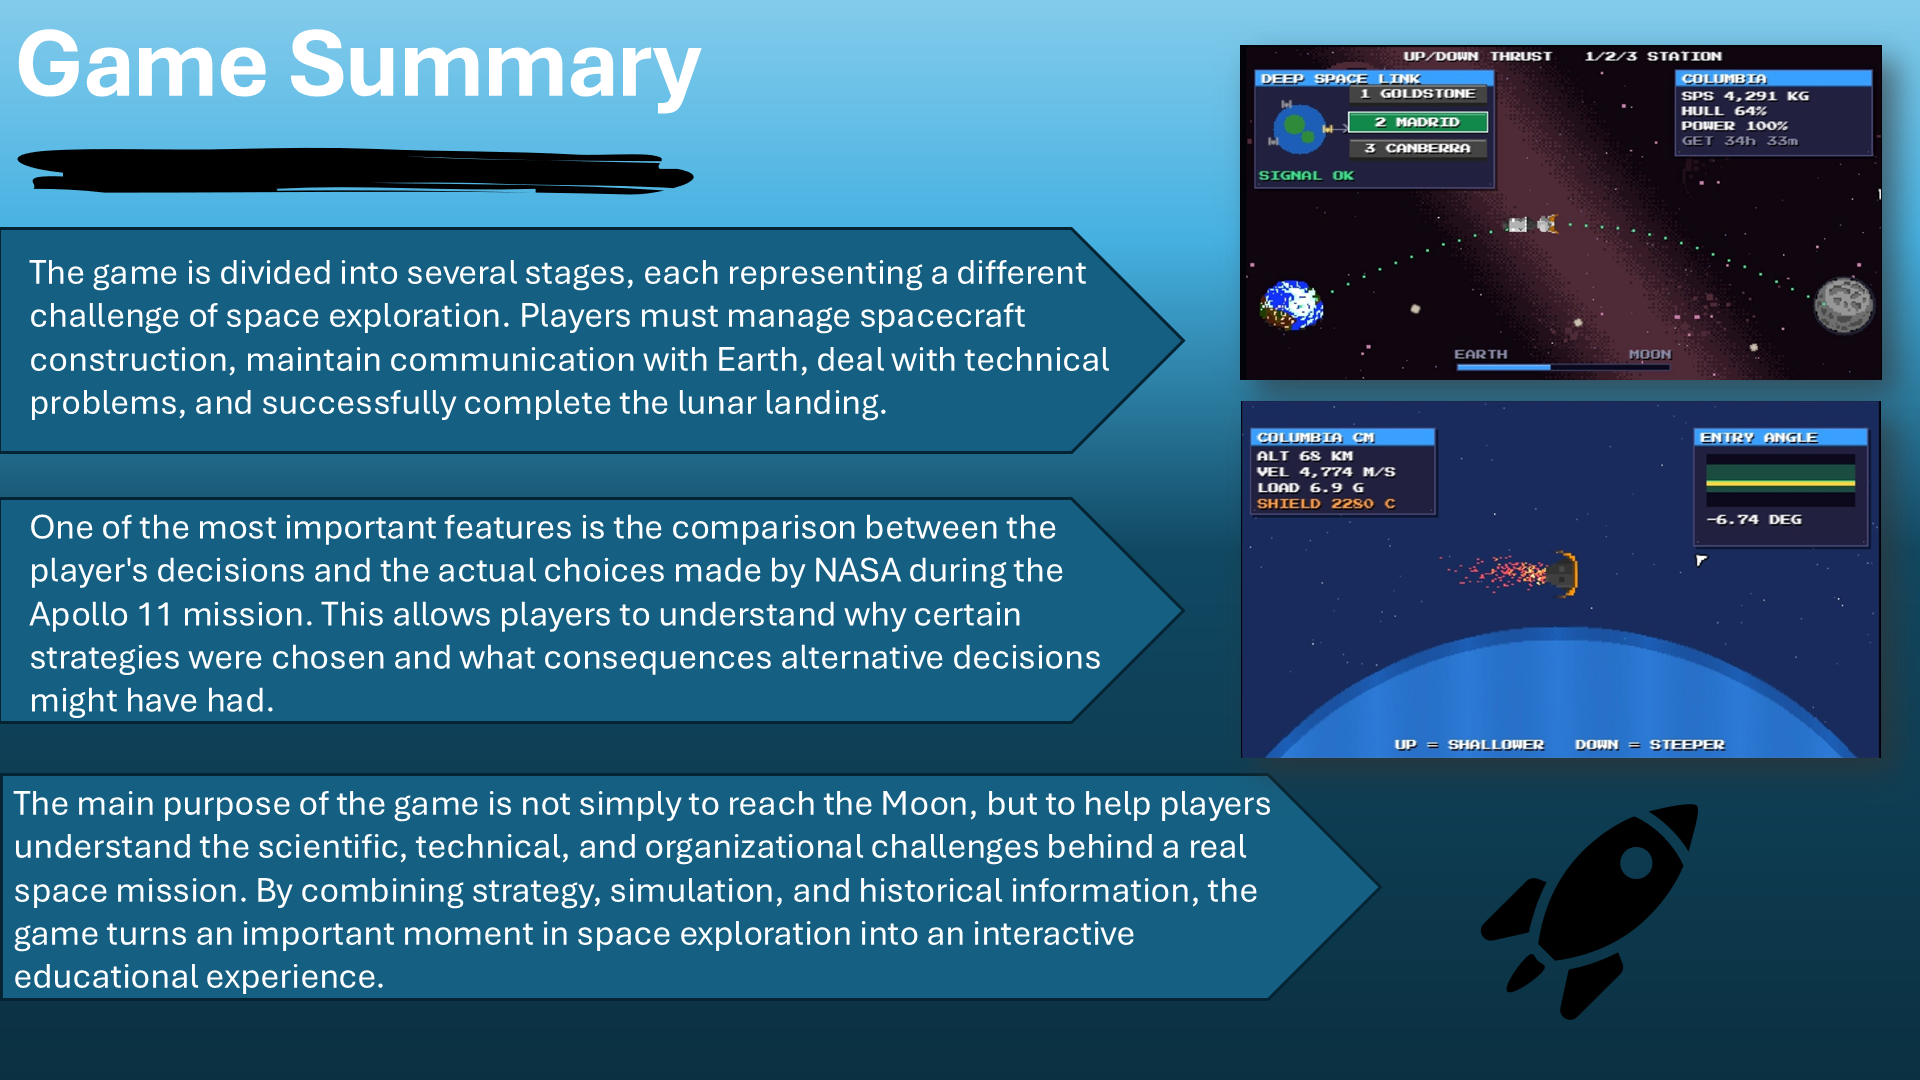 Game Summary
The game is divided into several stages, each representing a different
challenge of space exploration. Players must manage spacecraft
construction, maintain communication with Earth, deal with technical
problems, and successfully complete the lunar landing.
One of the most important features is the comparison between the
player's decisions and the actual choices made by NASA during the
Apollo 11 mission. This allows players to understand why certain
strategies were chosen and what consequences alternative decisions
might have had.
The main purpose of the game is not simply to reach the Moon, but to help players
understand the scientific, technical, and organizational challenges behind a real
space mission. By combining strategy, simulation, and historical information, the
game turns an important moment in space exploration into an interactive
educational experience.
UP/DOWN THRUST 1/2/3 STATION
DEEP SPACE LINK
1 GOLDSTONE
2 MADRID
3 CANBERRA
SIGNAL OK
COLUMBIA
SPS 4,291 KG
HULL 64%
POWER 100%
GET 34h 33m
EARTH MOON
COLUMBIA CM
ALT 68 KM
VEL 4,774 M/S
LOAD 6.9 G
SHIELD 2280 C
ENTRY ANGLE
-6.74 DEG
UP = SHALLOWER DOWN = STEEPER